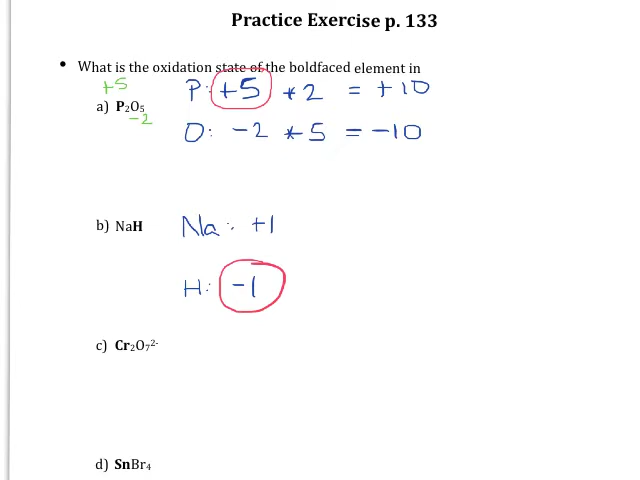 Practice Exercise p. 133
• What is the oxidation state of the boldfaced element in
+5
P: +5 * 2 = +10
a) P₂O₅
-2
O: -2 * 5 = -10
b) NaH Na: +1
H: -1
c) Cr₂O₇²⁻
d) SnBr₄